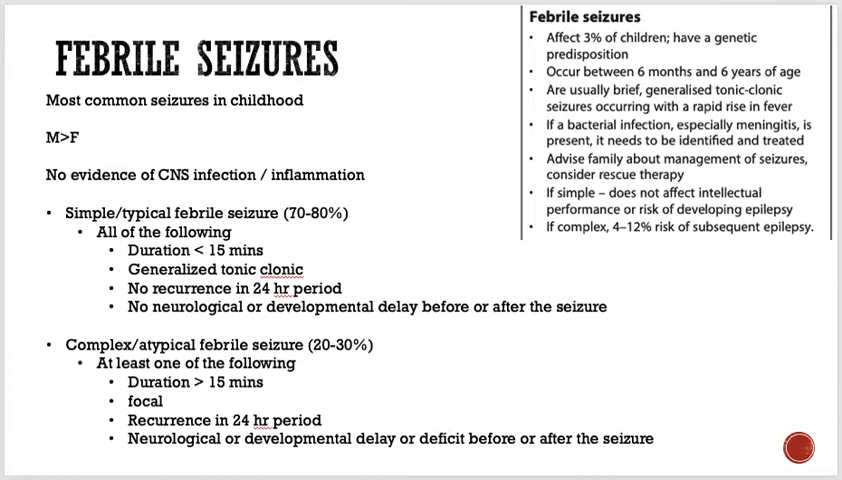 FEBRILE SEIZURES
Most common seizures in childhood
M>F
No evidence of CNS infection / inflammation
• Simple/typical febrile seizure (70-80%)
• All of the following
• Duration < 15 mins
• Generalized tonic clonic
• No recurrence in 24 hr period
• No neurological or developmental delay before or after the seizure
• Complex/atypical febrile seizure (20-30%)
• At least one of the following
• Duration > 15 mins
• focal
• Recurrence in 24 hr period
• Neurological or developmental delay or deficit before or after the seizure
Febrile seizures
• Affect 3% of children; have a genetic
predisposition
• Occur between 6 months and 6 years of age
• Are usually brief, generalised tonic-clonic
seizures occurring with a rapid rise in fever
• If a bacterial infection, especially meningitis, is
present, it needs to be identified and treated
• Advise family about management of seizures,
consider rescue therapy
• If simple – does not affect intellectual
performance or risk of developing epilepsy
• If complex, 4–12% risk of subsequent epilepsy.